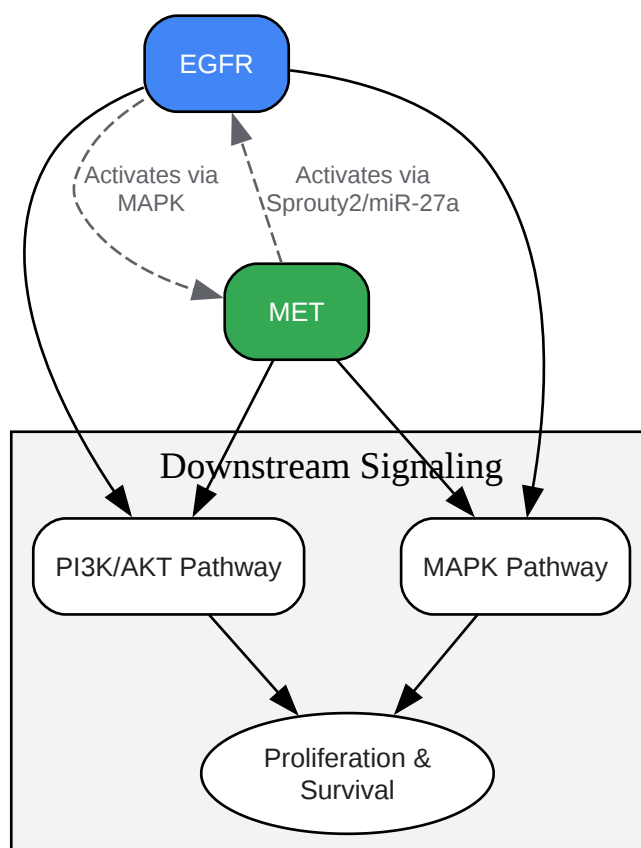 EGFR
Activates via
MAPK
Activates via
Sprouty2/miR-27a
MET
Downstream Signaling
PI3K/AKT Pathway
MAPK Pathway
Proliferation &
Survival